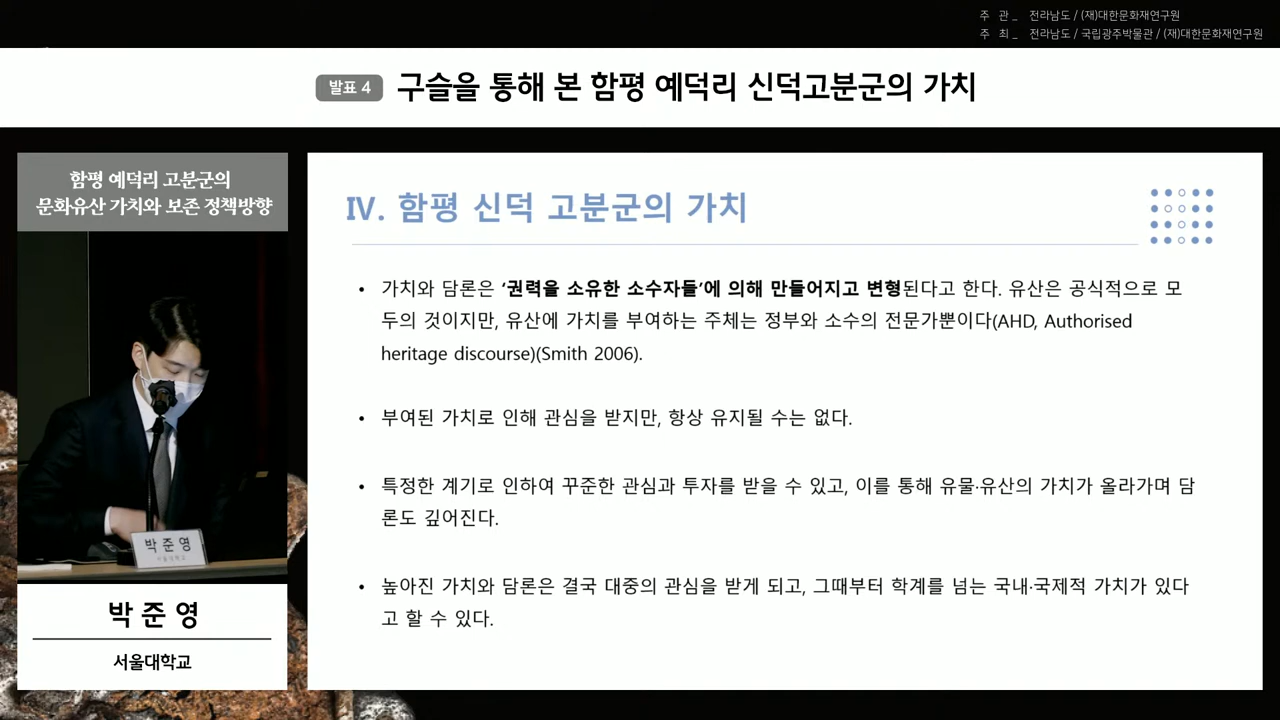 주 관 _ 전라남도 / (재)대한문화재연구원
주 최 _ 전라남도 / 국립광주박물관 / (재)대한문화재연구원
발표 4 구슬을 통해 본 함평 예덕리 신덕고분군의 가치
함평 예덕리 고분군의
문화유산 가치와 보존 정책방향
박 준 영
서울대학교
박 준 영
서울대학교
Ⅳ. 함평 신덕 고분군의 가치
• 가치와 담론은 ‘권력을 소유한 소수자들’에 의해 만들어지고 변형된다고 한다. 유산은 공식적으로 모
두의 것이지만, 유산에 가치를 부여하는 주체는 정부와 소수의 전문가뿐이다(AHD, Authorised
heritage discourse)(Smith 2006).
• 부여된 가치로 인해 관심을 받지만, 항상 유지될 수는 없다.
• 특정한 계기로 인하여 꾸준한 관심과 투자를 받을 수 있고, 이를 통해 유물·유산의 가치가 올라가며 담
론도 깊어진다.
• 높아진 가치와 담론은 결국 대중의 관심을 받게 되고, 그때부터 학계를 넘는 국내·국제적 가치가 있다
고 할 수 있다.